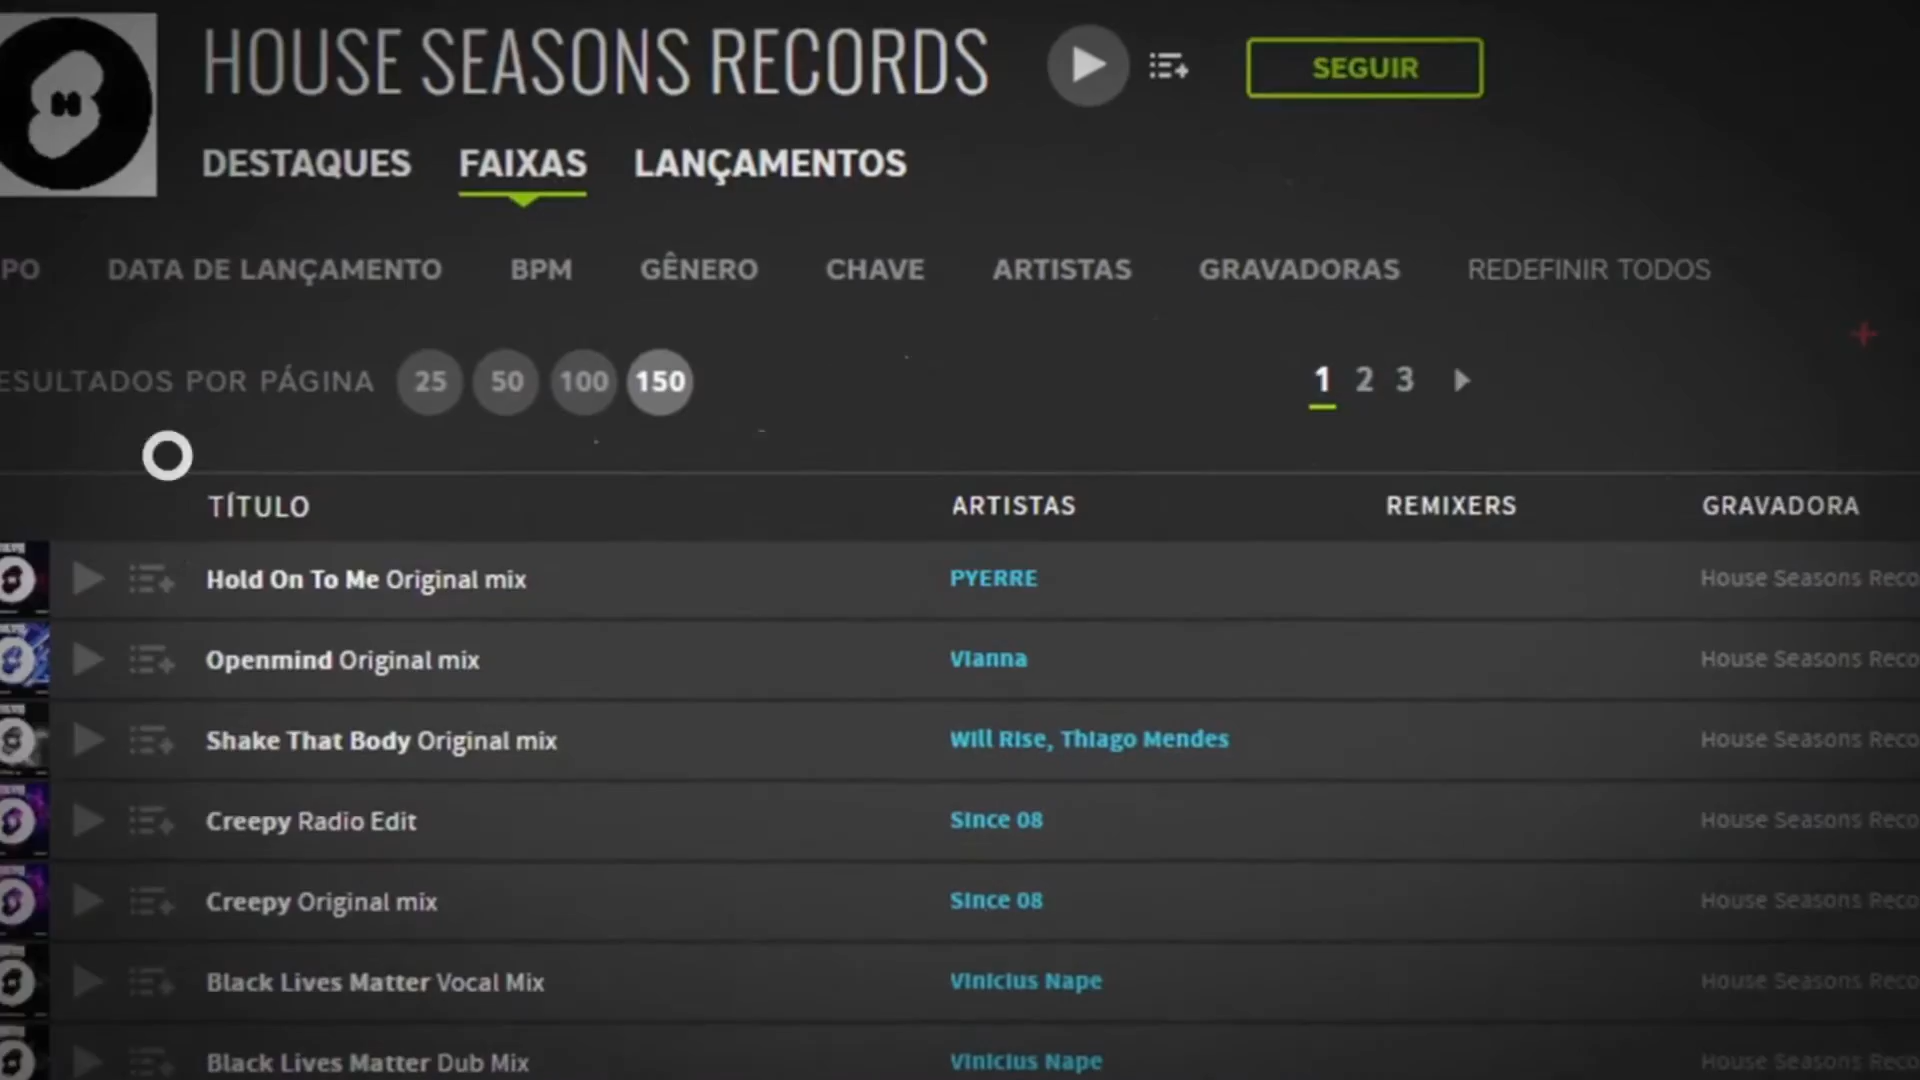 HOUSE SEASONS RECORDS
SEGUIR
DESTAQUES FAIXAS LANÇAMENTOS
PO DATA DE LANÇAMENTO BPM GÊNERO CHAVE ARTISTAS GRAVADORAS REDEFINIR TODOS
ESULTADOS POR PÁGINA 25 50 100 150 1 2 3
TÍTULO ARTISTAS REMIXERS GRAVADORA
Hold On To Me Original mix PYERRE House Seasons Reco
Openmind Original mix Vianna House Seasons Reco
Shake That Body Original mix Will Rise, Thiago Mendes House Seasons Reco
Creepy Radio Edit Since 08 House Seasons Reco
Creepy Original mix Since 08 House Seasons Reco
Black Lives Matter Vocal Mix Vinicius Nape House Seasons Reco
Black Lives Matter Dub Mix Vinicius Nape House Seasons Reco